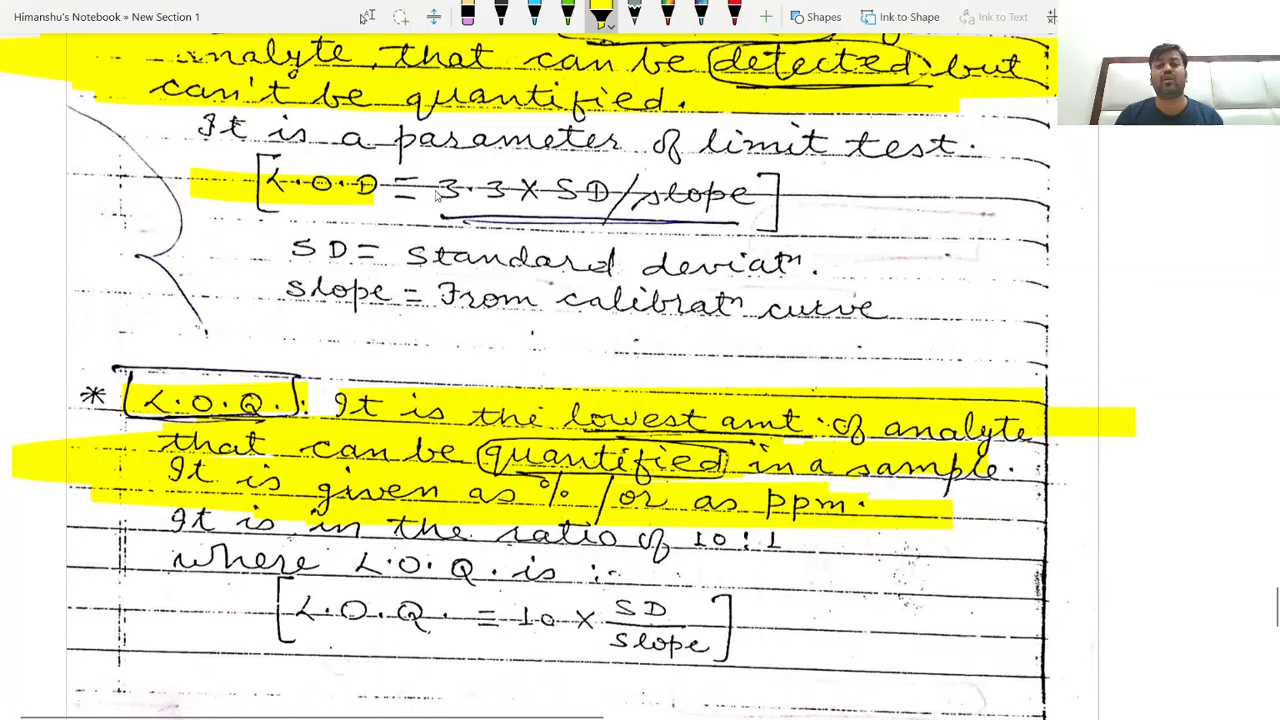 Himanshu's Notebook » New Section 1
Shapes
Ink to Shape
Ink to Text
analyte, that can be detected but
can't be quantified.
It is a parameter of limit test.
[L.O.D = 3.3 X SD/slope]
SD = standard deviatⁿ.
slope = From calibratⁿ curve
* [L.O.Q.]: It is the lowest amt. of analyte
that can be quantified in a sample.
It is given as % / or as ppm.
It is in the ratio of 10:1
where L.O.Q. is :-
[L.O.Q. = 10 X SD
slope]